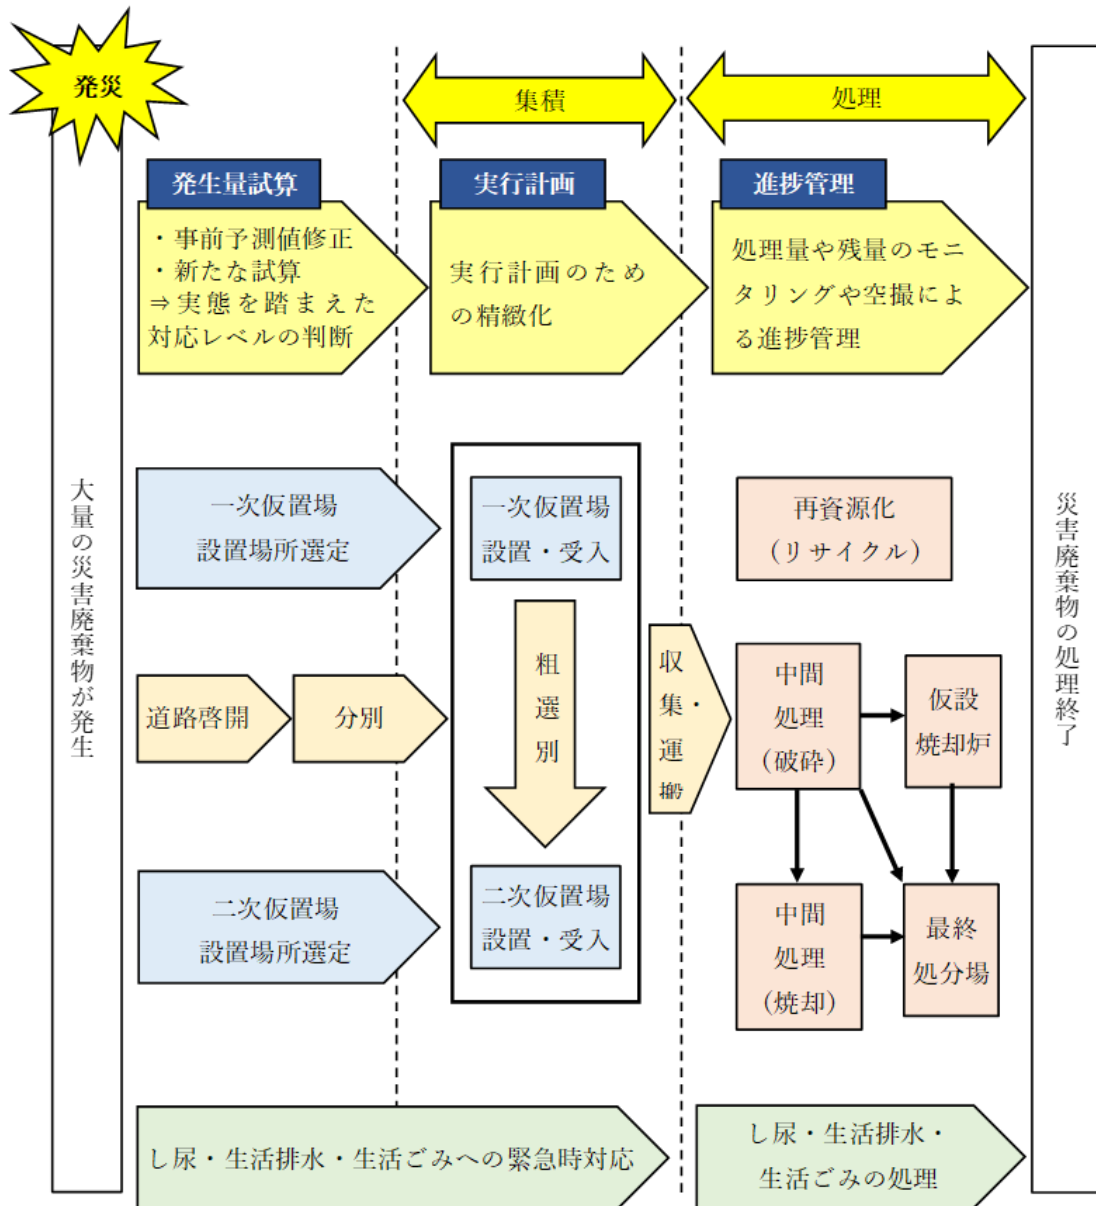 発災
集積
処理
発生量試算
・事前予測値修正
・新たな試算
⇒実態を踏まえた
対応レベルの判断
実行計画
実行計画のため
の精緻化
進捗管理
処理量や残量のモニ
タリングや空撮によ
る進捗管理
大量の災害廃棄物が発生
一次仮置場
設置場所選定
一次仮置場
設置・受入
再資源化
（リサイクル）
道路啓開
分別
粗選別
収集・運搬
中間
処理
（破砕）
仮設
焼却炉
二次仮置場
設置場所選定
二次仮置場
設置・受入
中間
処理
（焼却）
最終
処分場
し尿・生活排水・生活ごみへの緊急時対応
し尿・生活排水・
生活ごみの処理
災害廃棄物の処理終了